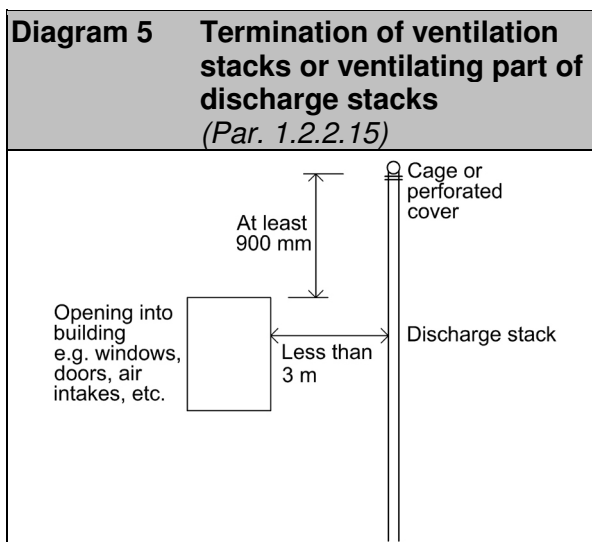 Diagram 5 Termination of ventilation
stacks or ventilating part of
discharge stacks
(Par. 1.2.2.15)
Cage or
perforated
cover
At least
900 mm
Opening into
building
e.g. windows,
doors, air
intakes, etc.
Less than
3 m
Discharge stack